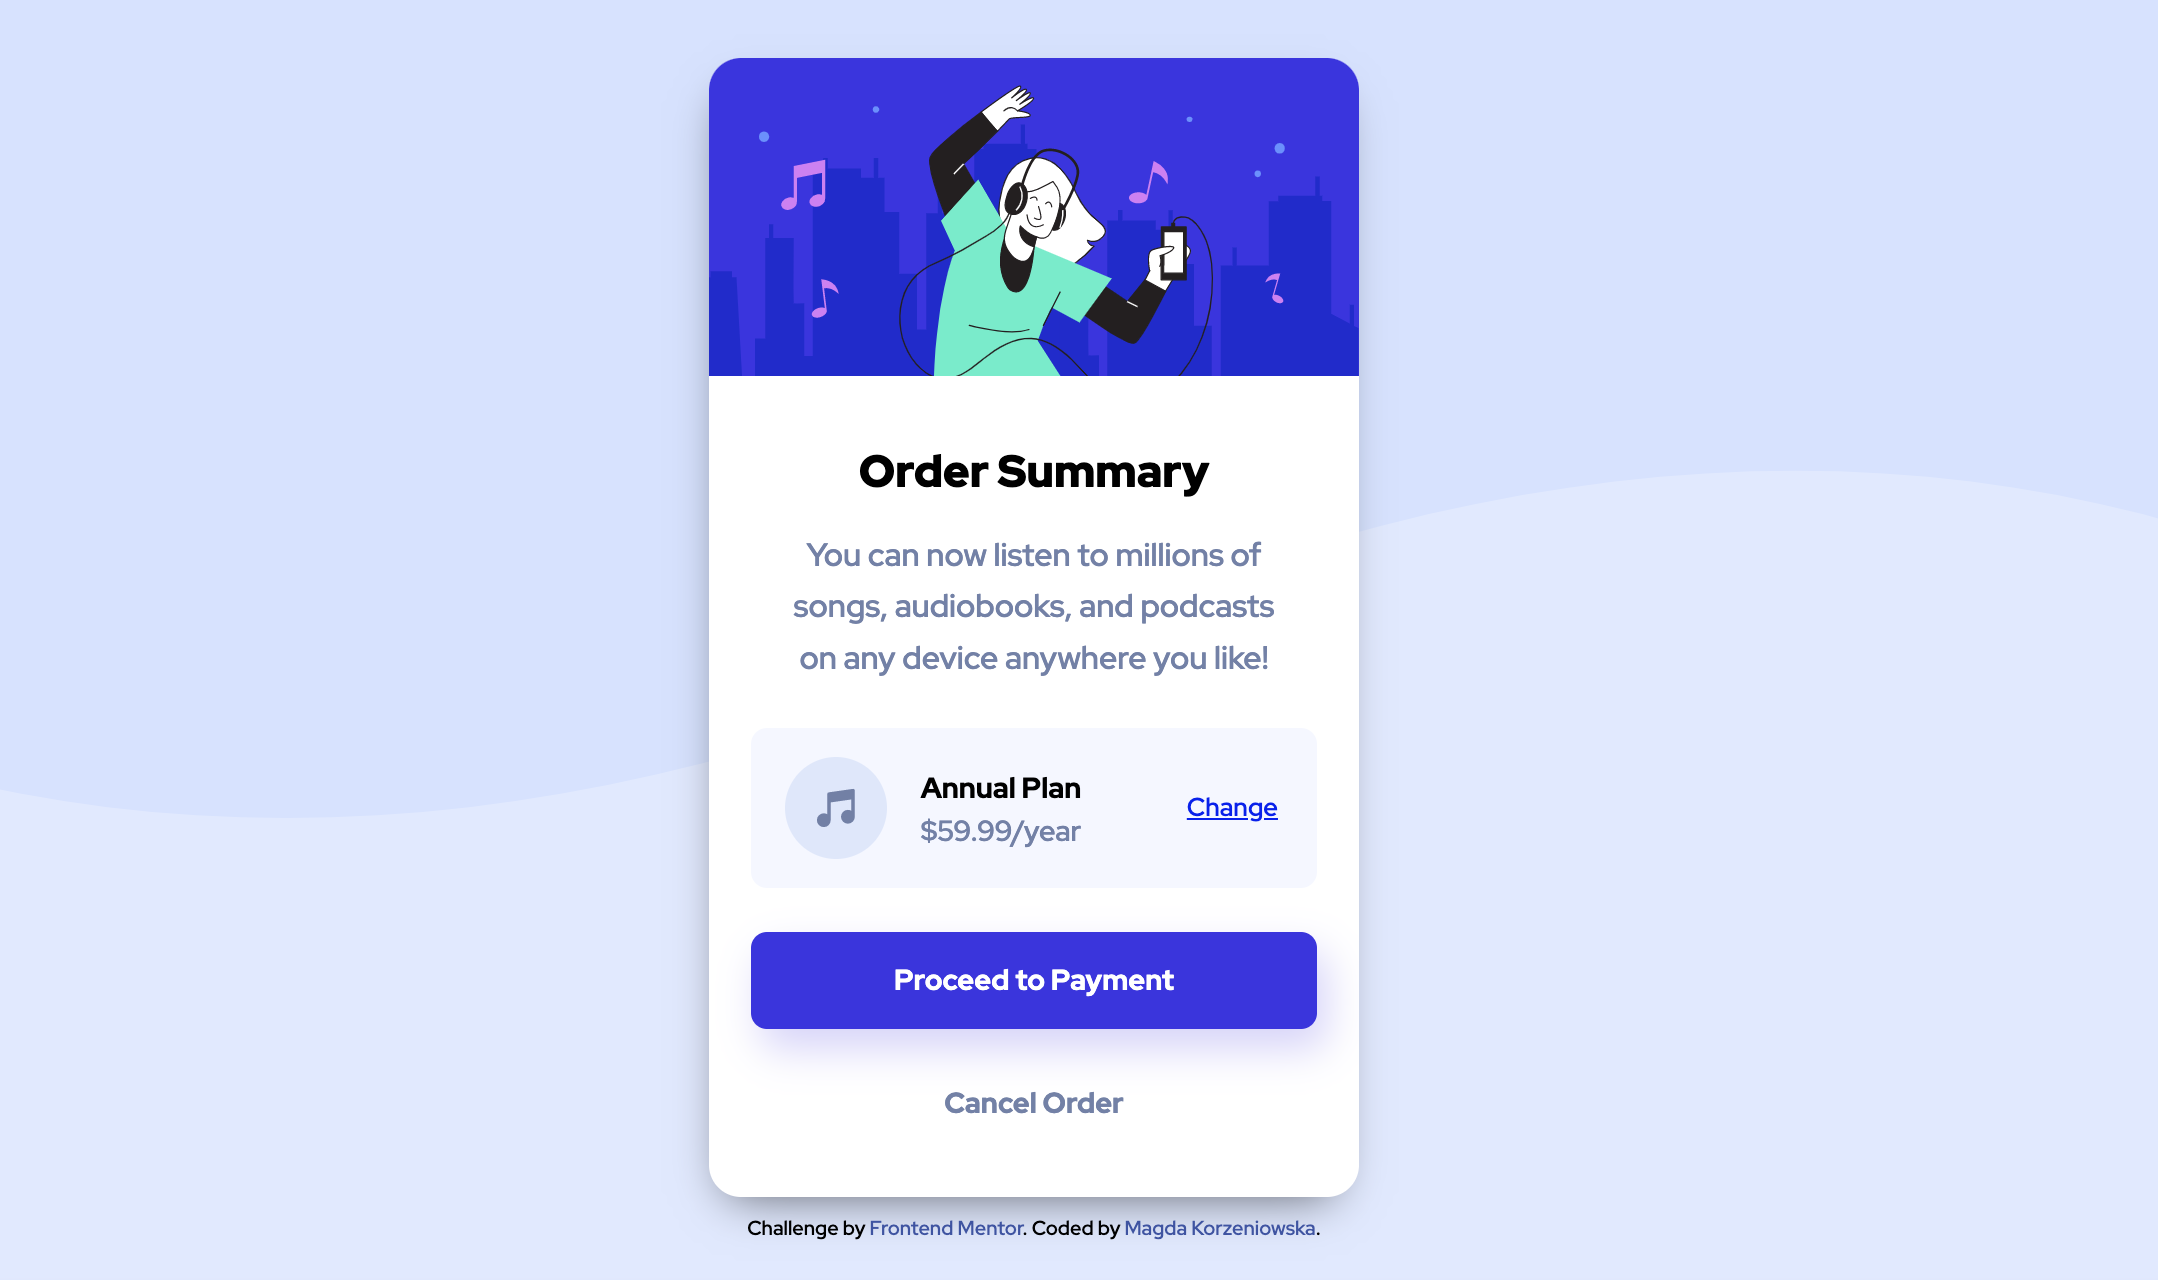 Order Summary
You can now listen to millions of
songs, audiobooks, and podcasts
on any device anywhere you like!
Annual Plan
$59.99/year
Change
Proceed to Payment
Cancel Order
Challenge by Frontend Mentor. Coded by Magda Korzeniowska.